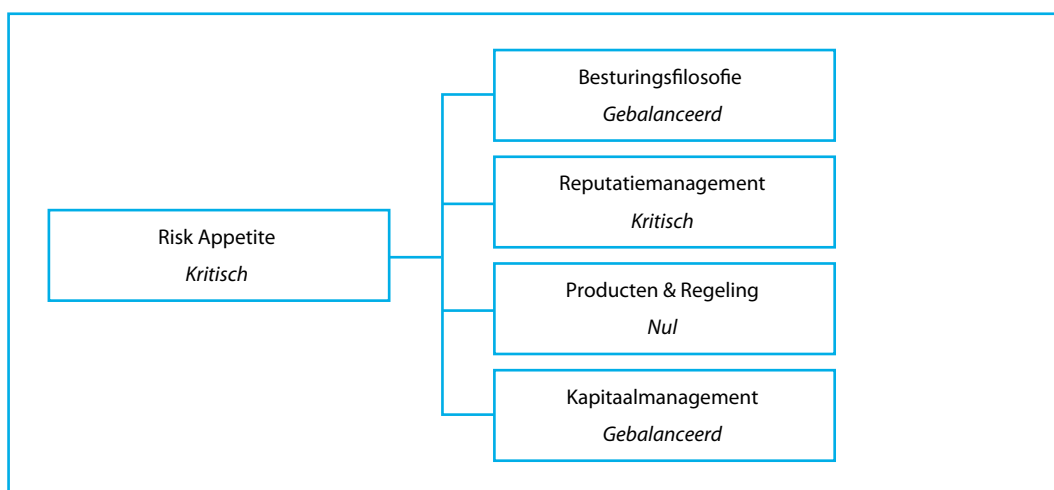 Risk Appetite
Kritisch
Besturingsfilosofie
Gebalanceerd
Reputatiemanagement
Kritisch
Producten & Regeling
Nul
Kapitaalmanagement
Gebalanceerd